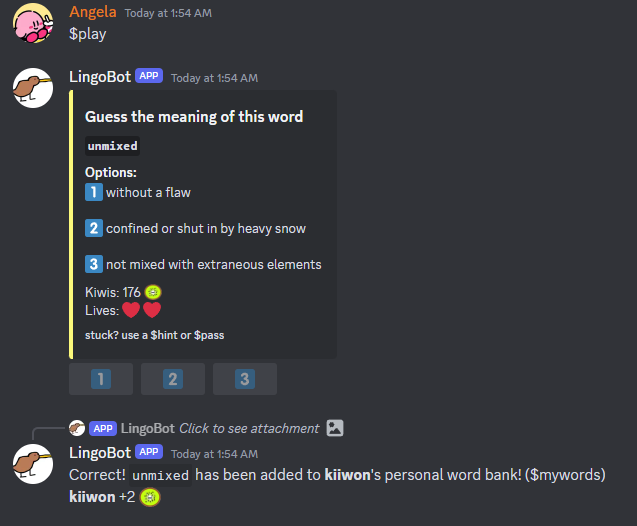 Angela Today at 1:54 AM
$play
LingoBot APP Today at 1:54 AM
Guess the meaning of this word
unmixed
Options:
1 without a flaw
2 confined or shut in by heavy snow
3 not mixed with extraneous elements
Kiwis: 176
Lives:
stuck? use a $hint or $pass
1 2 3
APP LingoBot Click to see attachment
LingoBot APP Today at 1:54 AM
Correct! unmixed has been added to kiiwon's personal word bank! ($mywords)
kiiwon +2